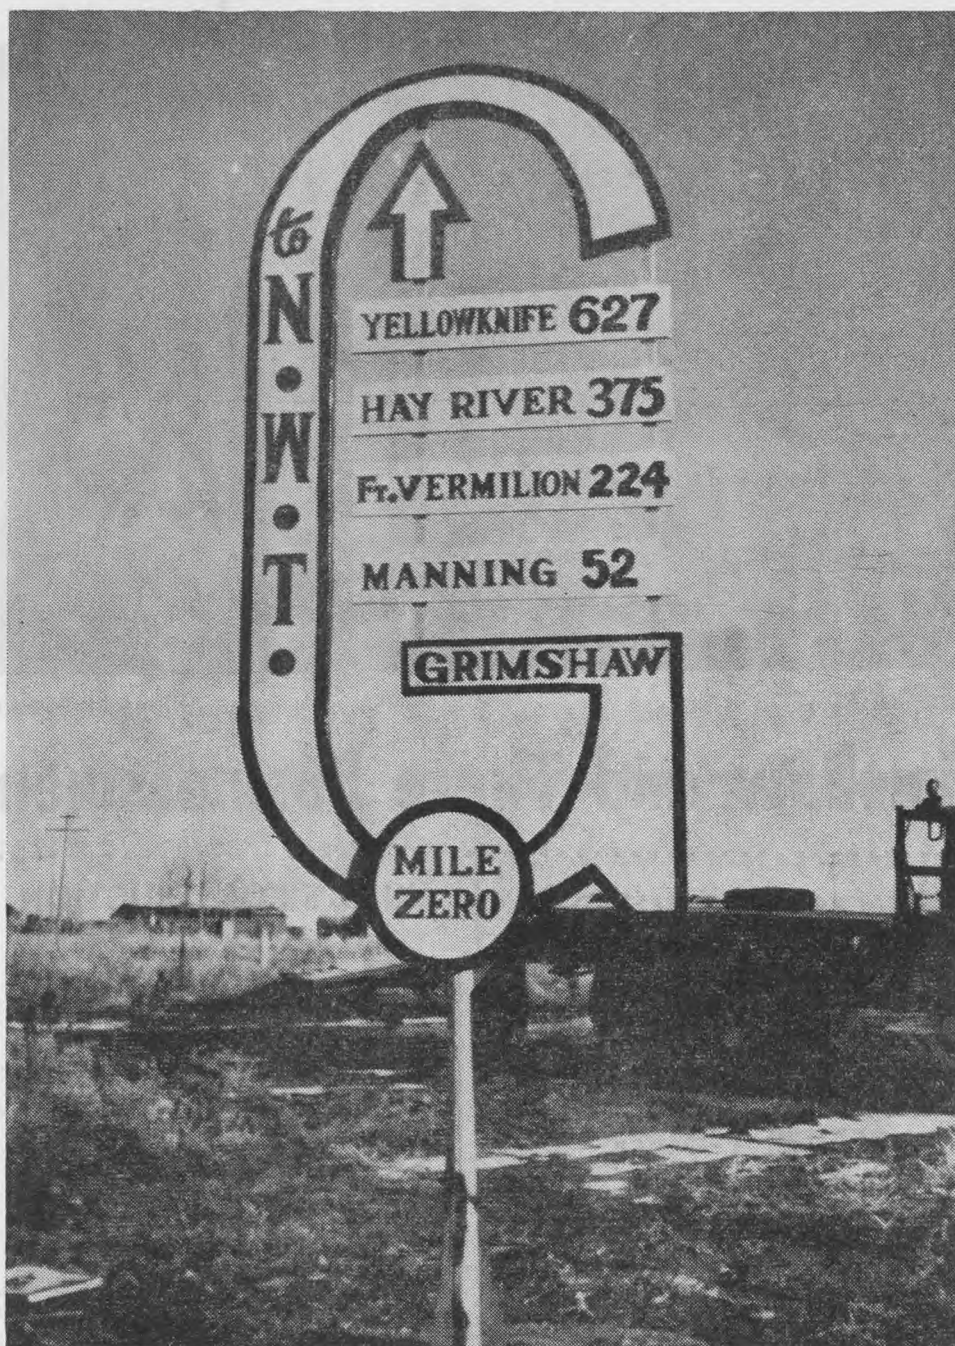 to
N·W·T·
YELLOWKNIFE 627
HAY RIVER 375
FT. VERMILION 224
MANNING 52
GRIMSHAW
MILE
ZERO